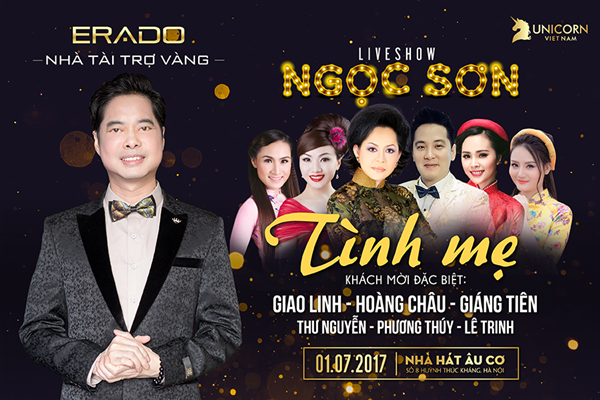 ERADO
NHÀ TÀI TRỢ VÀNG
UNICORN
VIET NAM
LIVESHOW
NGỌC SƠN
Tình mẹ
KHÁCH MỜI ĐẶC BIỆT:
GIAO LINH - HOÀNG CHÂU - GIÁNG TIÊN
THƯ NGUYỄN - PHƯƠNG THÚY - LÊ TRINH
01.07.2017
NHÀ HÁT ÂU CƠ
SỐ 8 HUỲNH THÚC KHÁNG, HÀ NỘI